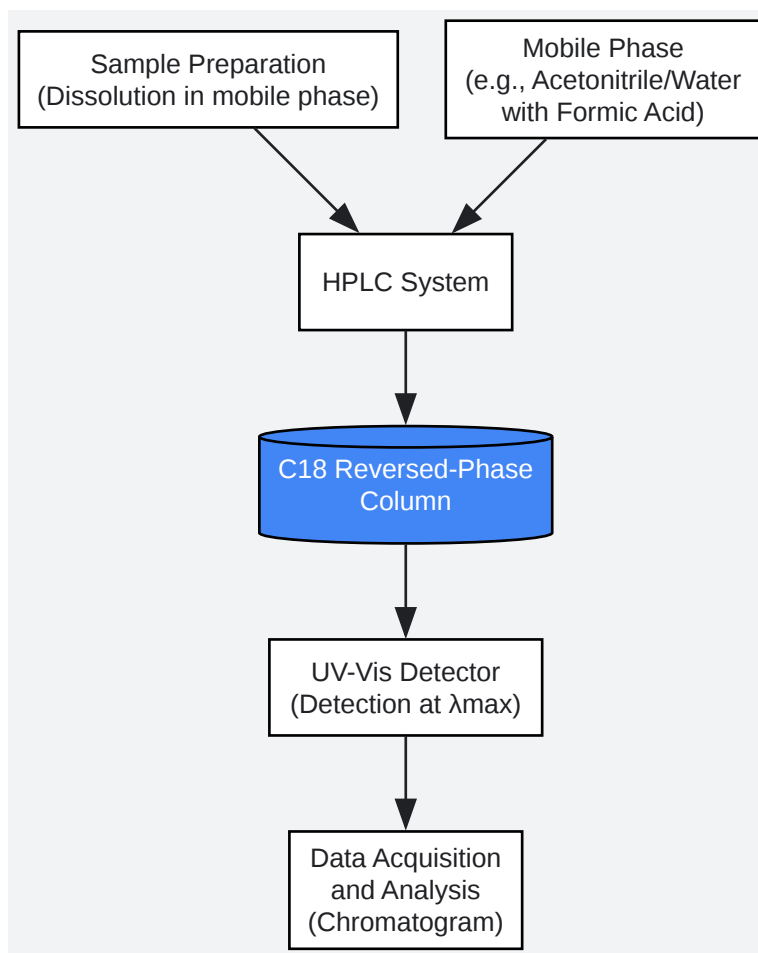 Sample Preparation
(Dissolution in mobile phase)
Mobile Phase
(e.g., Acetonitrile/Water
with Formic Acid)
HPLC System
C18 Reversed-Phase
Column
UV-Vis Detector
(Detection at λmax)
Data Acquisition
and Analysis
(Chromatogram)